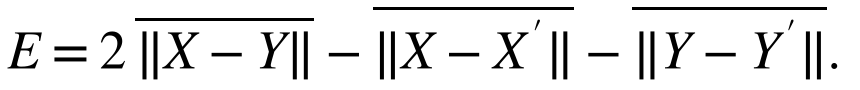 $E = 2\,\overline{\|X - Y\|} - \overline{\|X - X'\|} - \overline{\|Y - Y'\|}.$